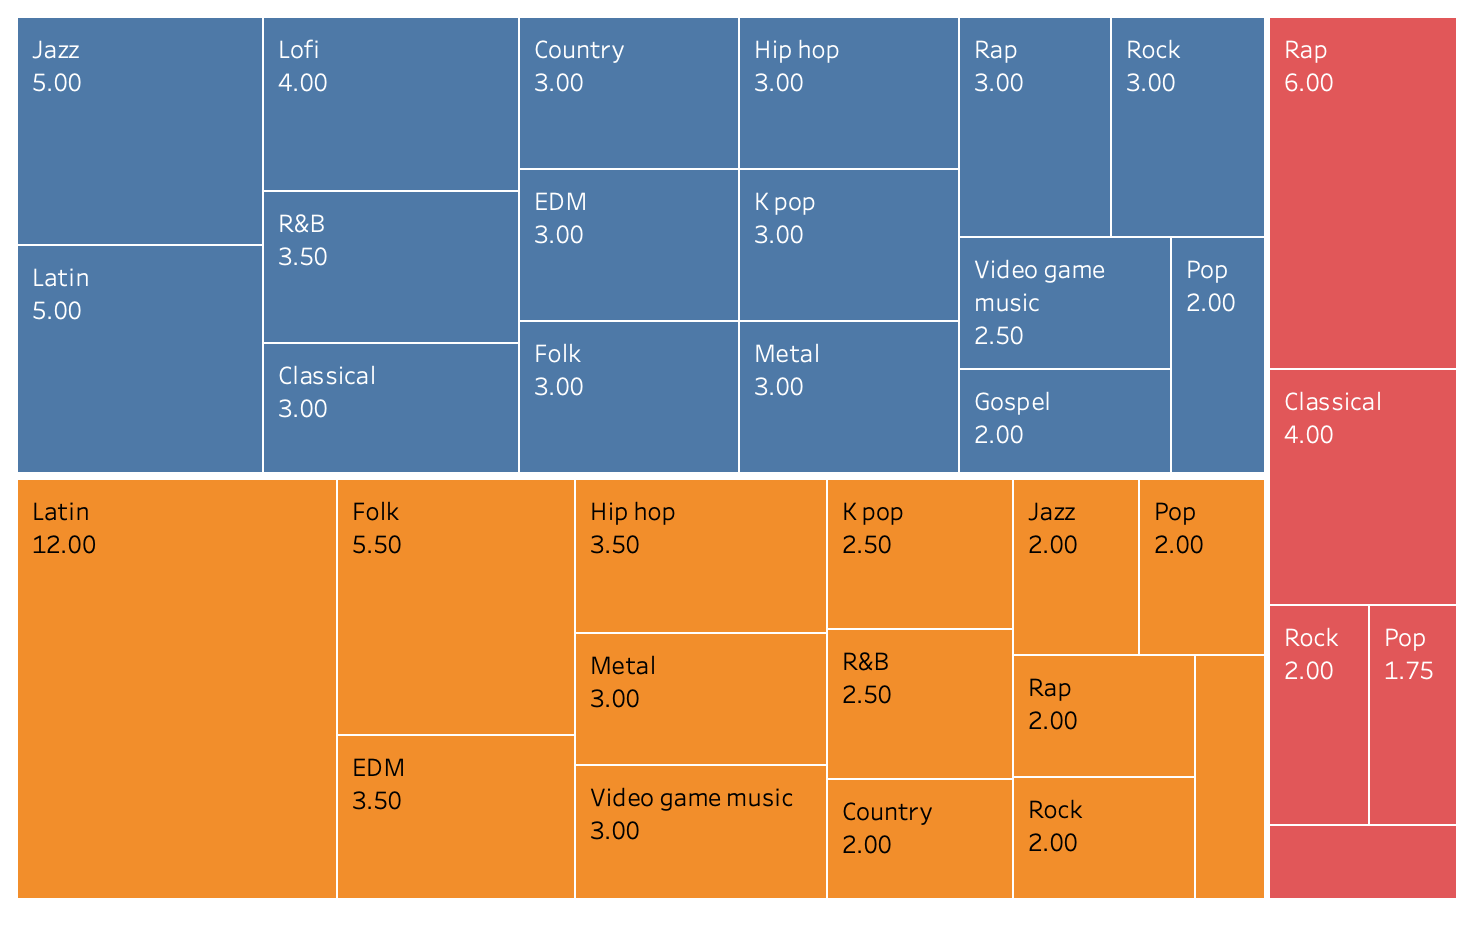 Jazz
5.00
Lofi
4.00
Country
3.00
Hip hop
3.00
Rap
3.00
Rock
3.00
Rap
6.00
EDM
3.00
K pop
3.00
R&B
3.50
Latin
5.00
Video game
music
2.50
Pop
2.00
Folk
3.00
Metal
3.00
Classical
3.00
Gospel
2.00
Classical
4.00
Latin
12.00
Folk
5.50
Hip hop
3.50
K pop
2.50
Jazz
2.00
Pop
2.00
Rock
2.00
Pop
1.75
Metal
3.00
R&B
2.50
Rap
2.00
EDM
3.50
Video game music
3.00
Country
2.00
Rock
2.00